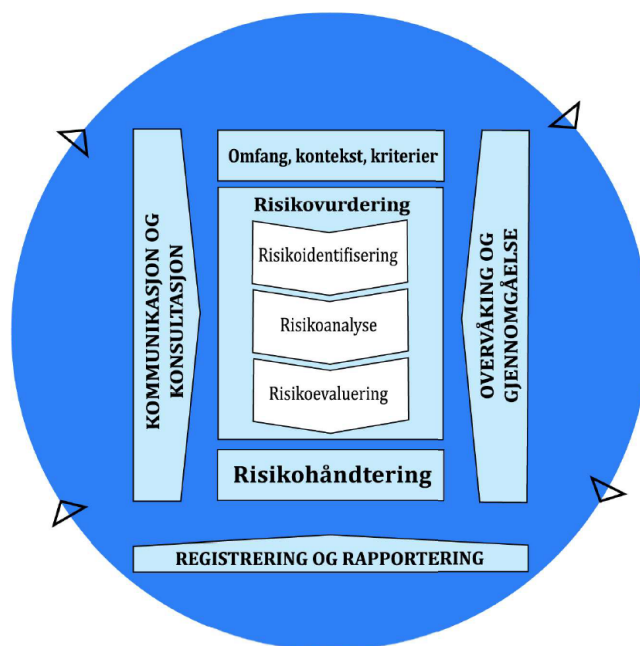 Omfang, kontekst, kriterier
Risikovurdering
Risikoidentifisering
Risikoanalyse
Risikoevaluering
Risikohåndtering
KOMMUNIKASJON OG
KONSULTASJON
OVERVÅKING OG
GJENNOMGÅELSE
REGISTRERING OG RAPPORTERING